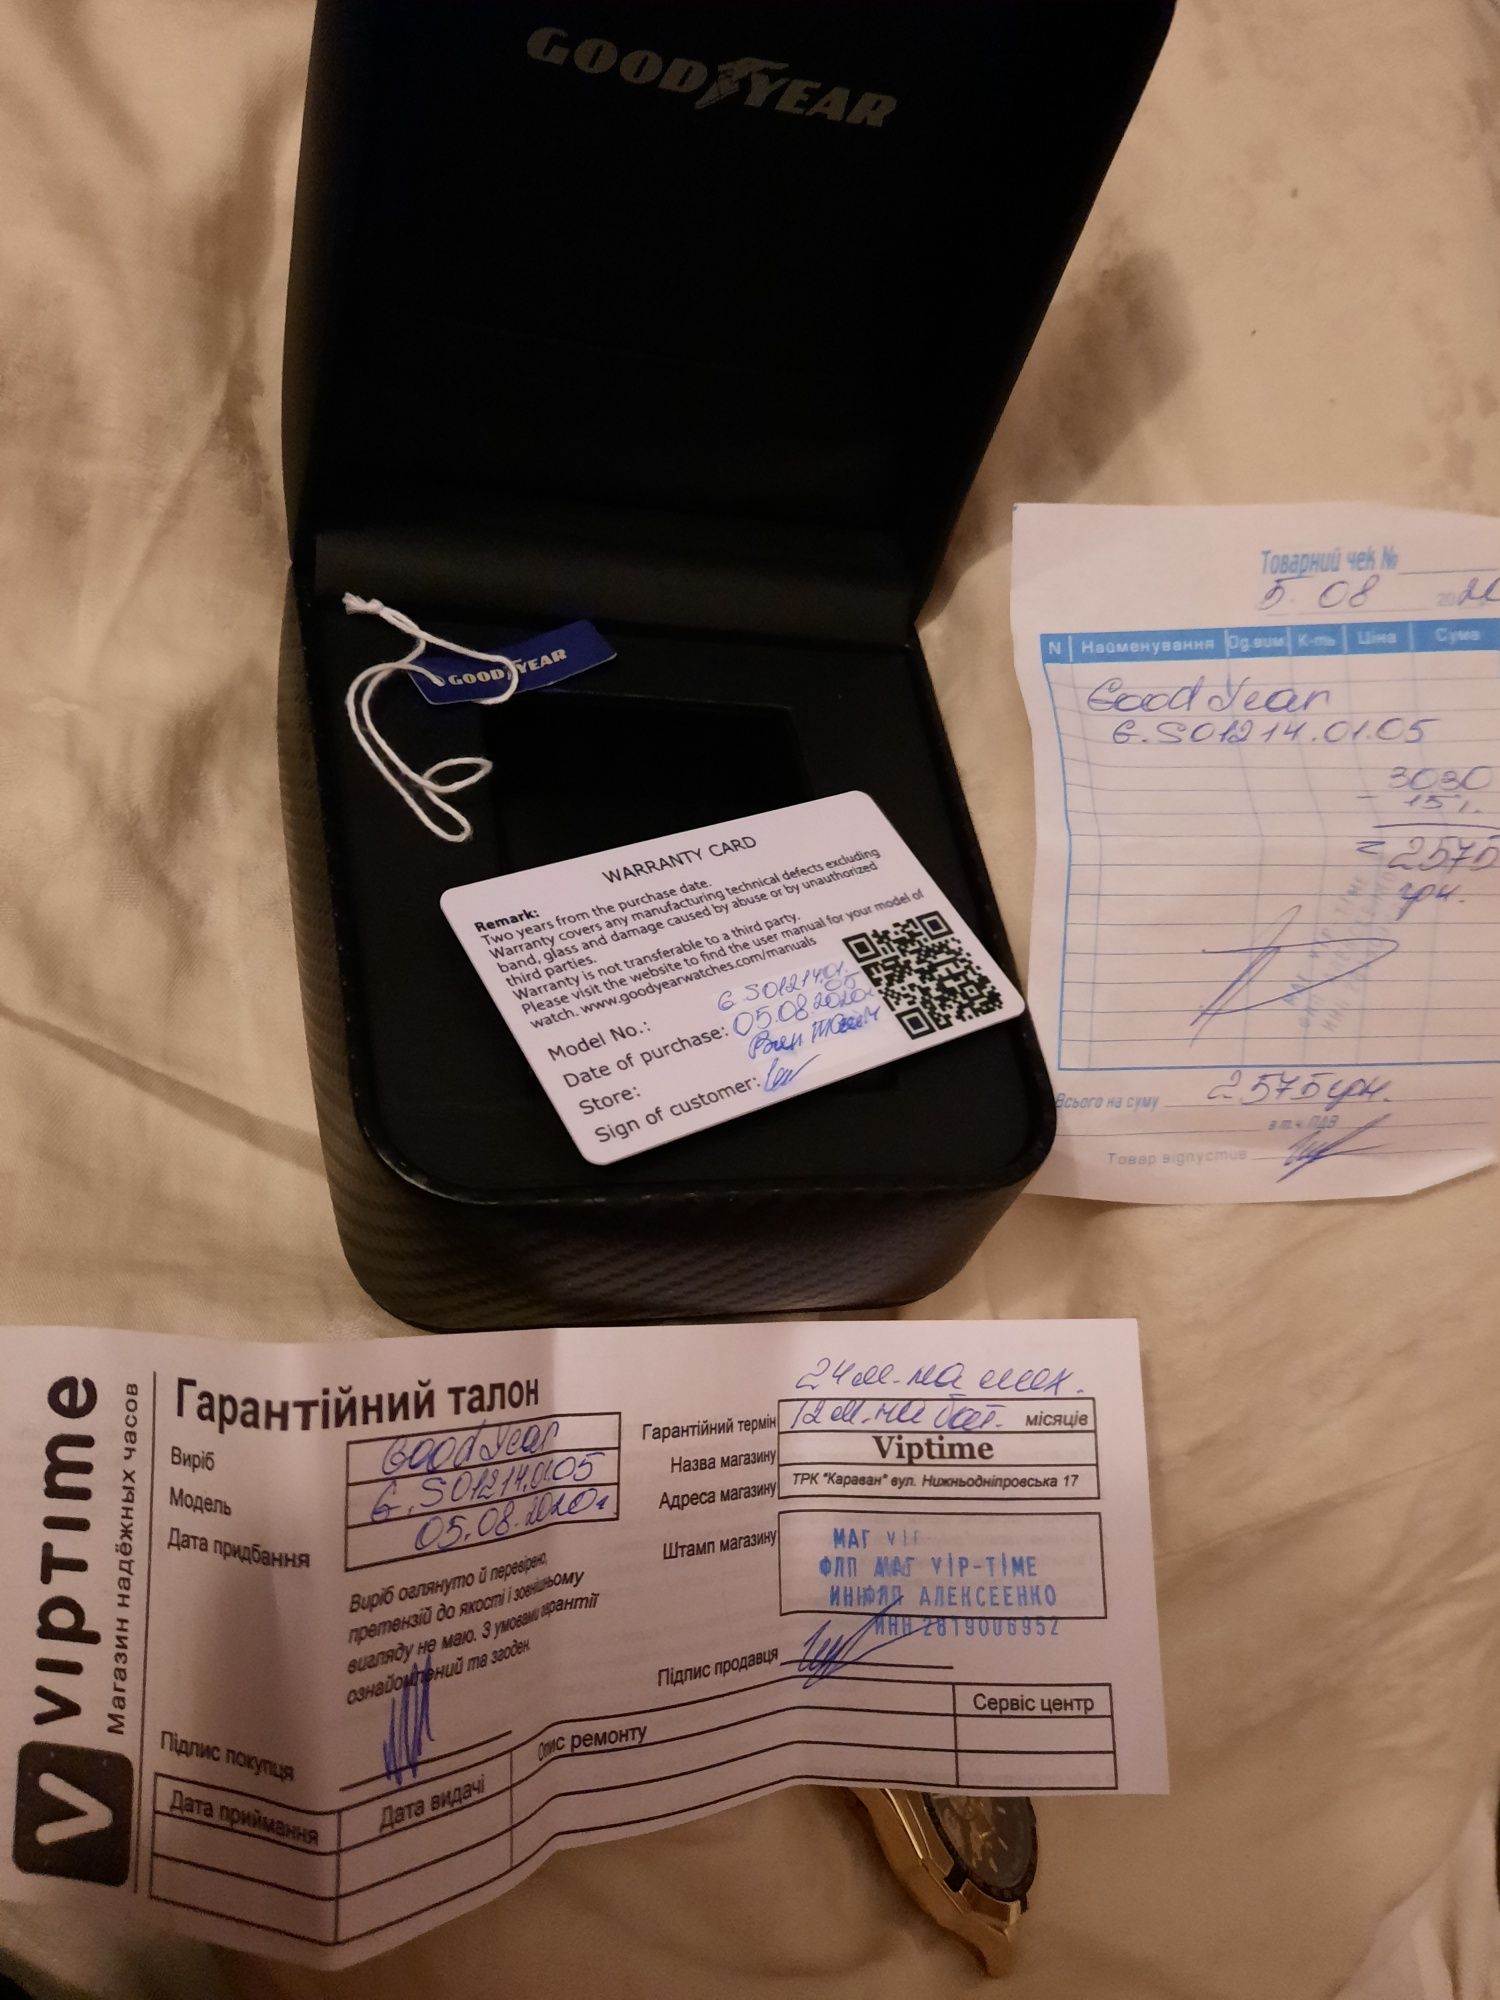 GOODYEAR
GOODYEAR
WARRANTY CARD
Remark:
Two years from the purchase date.
Warranty covers any manufacturing technical defects excluding
band, glass and damage caused by abuse or by unauthorized
third parties.
Warranty is not transferable to a third party.
Please visit the website to find the user manual for your model of
watch. www.goodyearwatches.com/manuals
Model No.: G.S01214.01.05
Date of purchase: 05.08.2020г
Store:
Sign of customer:
Товарний чек №
5. 08 2020
N Найменування Од.вим. К-ть Ціна Сума
Good Year
G.S01214.01.05
3030
- 15%
= 2575
грн.
Всього на суму 2575 грн.
в т.ч ПДВ
Товар відпустив
viptime
Магазин надёжных часов
Гарантійний талон
Виріб Good Year
Модель G.S01214.01.05
Дата придбання 05.08.2020г
Виріб оглянуто й перевірено,
претензій до якості і зовнішньому
вигляду не маю. З умовами гарантії
ознайомлений та згоден.
Підпис покупця
24 м. на мех.
Гарантійний термін 12 м. на бат. місяців
Назва магазину Viptime
Адреса магазину ТРК "Караван" вул. Нижньодніпровська 17
Штамп магазину
МАГ VIP
ФЛП МАГ VIP-TIME
АЛЕКСЕЕНКО
ИНН 2819006952
Підпис продавця
Дата приймання Дата видачі Опис ремонту Сервіс центр